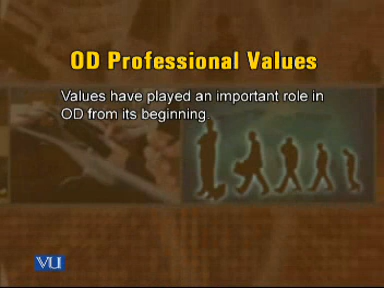 OD Professional Values
Values have played an important role in
OD from its beginning.
VU